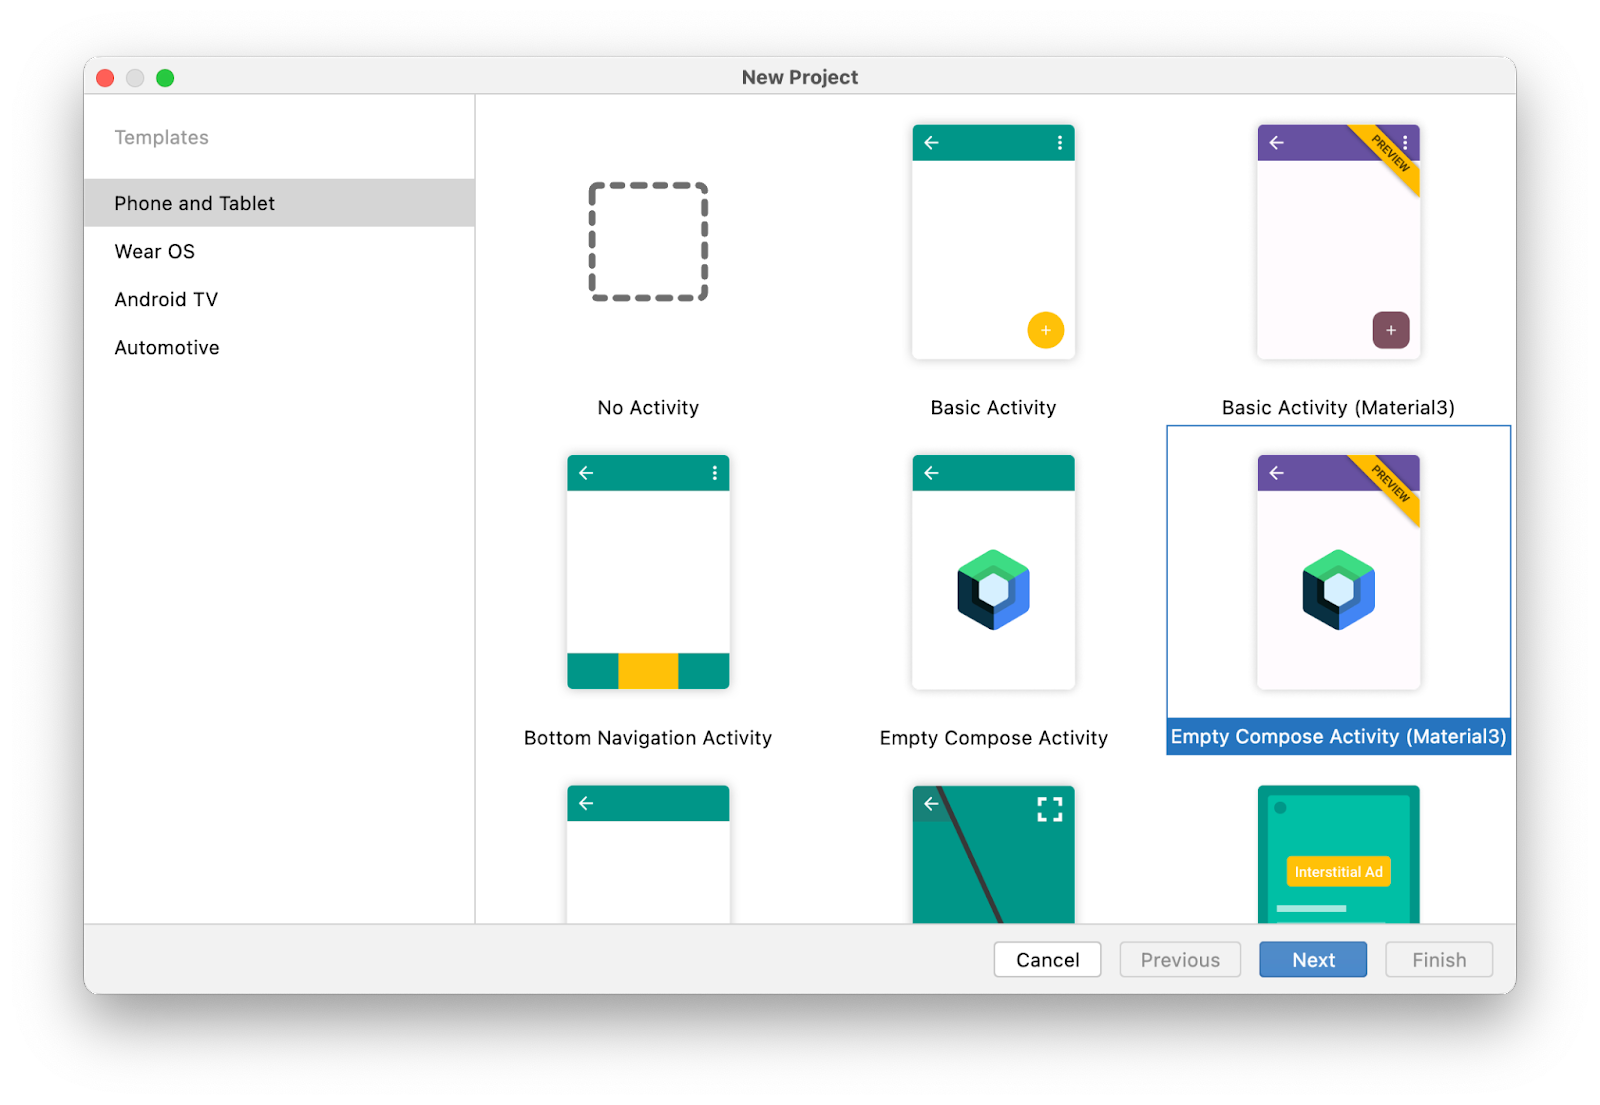 New Project
Templates
Phone and Tablet
Wear OS
Android TV
Automotive
PREVIEW
No Activity
Basic Activity
Basic Activity (Material3)
PREVIEW
Bottom Navigation Activity
Empty Compose Activity
Empty Compose Activity (Material3)
Interstitial Ad
Cancel
Previous
Next
Finish